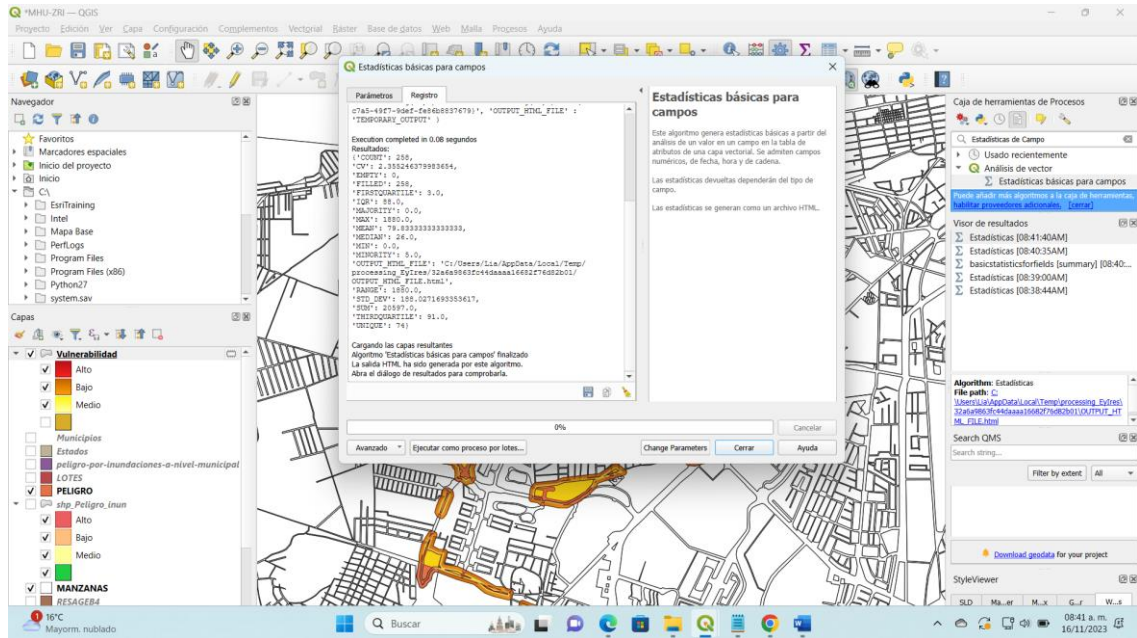 *MHU-ZRI — QGIS
Proyecto Edición Ver Capa Configuración Complementos Vectorial Ráster Base de datos Web Malla Procesos Ayuda
Navegador
Favoritos
Marcadores espaciales
Inicio del proyecto
Inicio
C:\
EsriTraining
Intel
Mapa Base
PerfLogs
Program Files
Program Files (x86)
Python27
system.sav
Capas
Vulnerabilidad
Alto
Bajo
Medio
Municipios
Estados
peligro-por-inundaciones-a-nivel-municipal
LOTES
PELIGRO
shp_Peligro_inun
Alto
Bajo
Medio
MANZANAS
RESAGEB4
Estadísticas básicas para campos
Parámetros Registro
c7a5-49f7-9def-fe86b8837679}', 'OUTPUT_HTML_FILE' :
'TEMPORARY_OUTPUT' }
Execution completed in 0.08 segundos
Resultados:
{'COUNT': 258,
'CV': 2.355246379983654,
'EMPTY': 0,
'FILLED': 258,
'FIRSTQUARTILE': 3.0,
'IQR': 88.0,
'MAJORITY': 0.0,
'MAX': 1880.0,
'MEAN': 79.83333333333333,
'MEDIAN': 26.0,
'MIN': 0.0,
'MINORITY': 5.0,
'OUTPUT_HTML_FILE': 'C:/Users/Lia/AppData/Local/Temp/
processing_EyIres/32a6a9863fc44daaaa16682f76d82b01/
OUTPUT_HTML_FILE.html',
'RANGE': 1880.0,
'STD_DEV': 188.0271693353617,
'SUM': 20597.0,
'THIRDQUARTILE': 91.0,
'UNIQUE': 74}
Cargando las capas resultantes
Algoritmo 'Estadísticas básicas para campos' finalizado
La salida HTML ha sido generada por este algoritmo.
Abra el diálogo de resultados para comprobarla.
Estadísticas básicas para
campos
Este algoritmo genera estadísticas básicas a partir del
análisis de un valor en un campo en la tabla de
atributos de una capa vectorial. Se admiten campos
numéricos, de fecha, hora y de cadena.
Las estadísticas devueltas dependerán del tipo de
campo.
Las estadísticas se generan como un archivo HTML.
0%
Cancelar
Avanzado
Ejecutar como proceso por lotes...
Change Parameters
Cerrar
Ayuda
Caja de herramientas de Procesos
Estadísticas de Campo
Usado recientemente
Análisis de vector
Estadísticas básicas para campos
Puede añadir más algoritmos a la caja de herramientas,
habilitar proveedores adicionales. [cerrar]
Visor de resultados
Estadísticas [08:41:40AM]
Estadísticas [08:40:35AM]
basicstatisticsforfields [summary] [08:40:...
Estadísticas [08:39:00AM]
Estadísticas [08:38:44AM]
Algorithm: Estadísticas
File path: C:
\Users\Lia\AppData\Local\Temp\processing_EyIres\
32a6a9863fc44daaaa16682f76d82b01\OUTPUT_HT
ML_FILE.html
Search QMS
Search string...
Filter by extent
All
Download geodata for your project
StyleViewer
SLD Ma...er M...x G...r W...s
1
16°C
Mayorm. nublado
Buscar
08:41 a. m.
16/11/2023